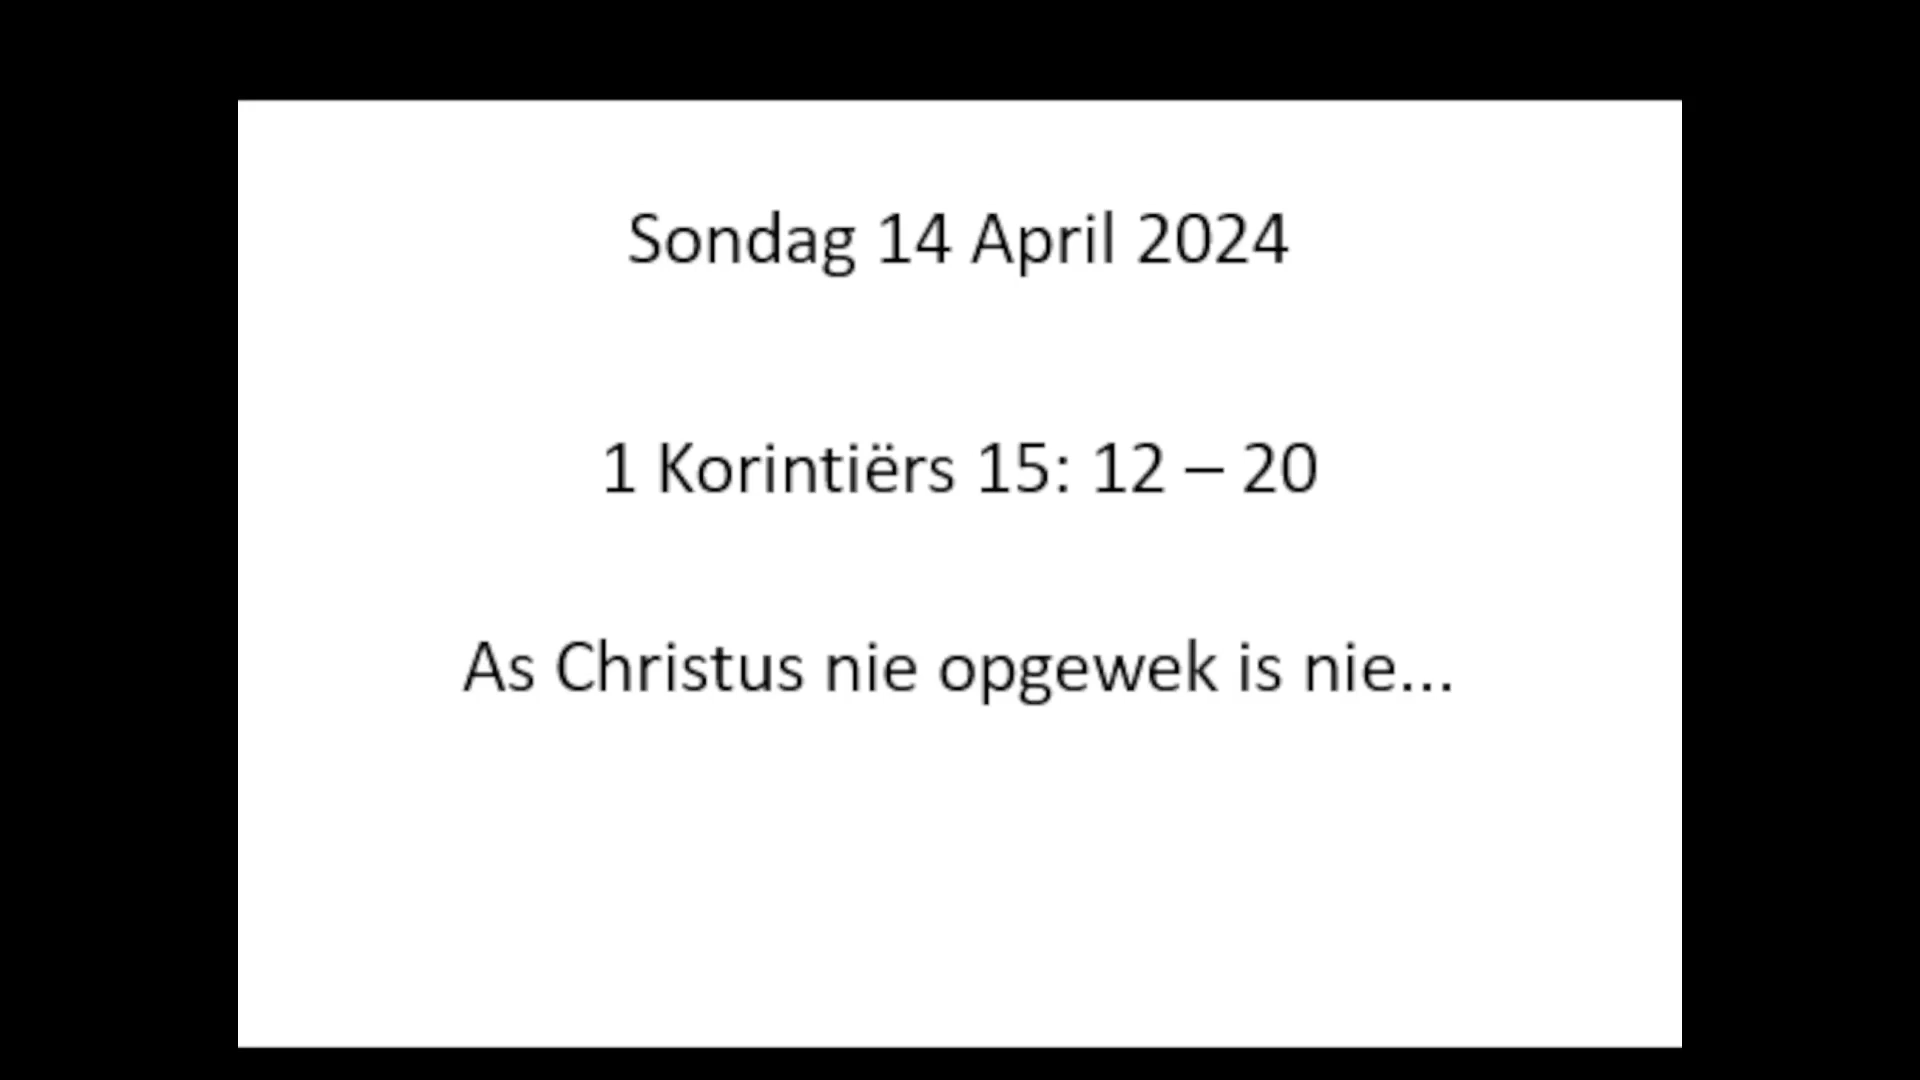 Sondag 14 April 2024
1 Korintiërs 15: 12 – 20
As Christus nie opgewek is nie...